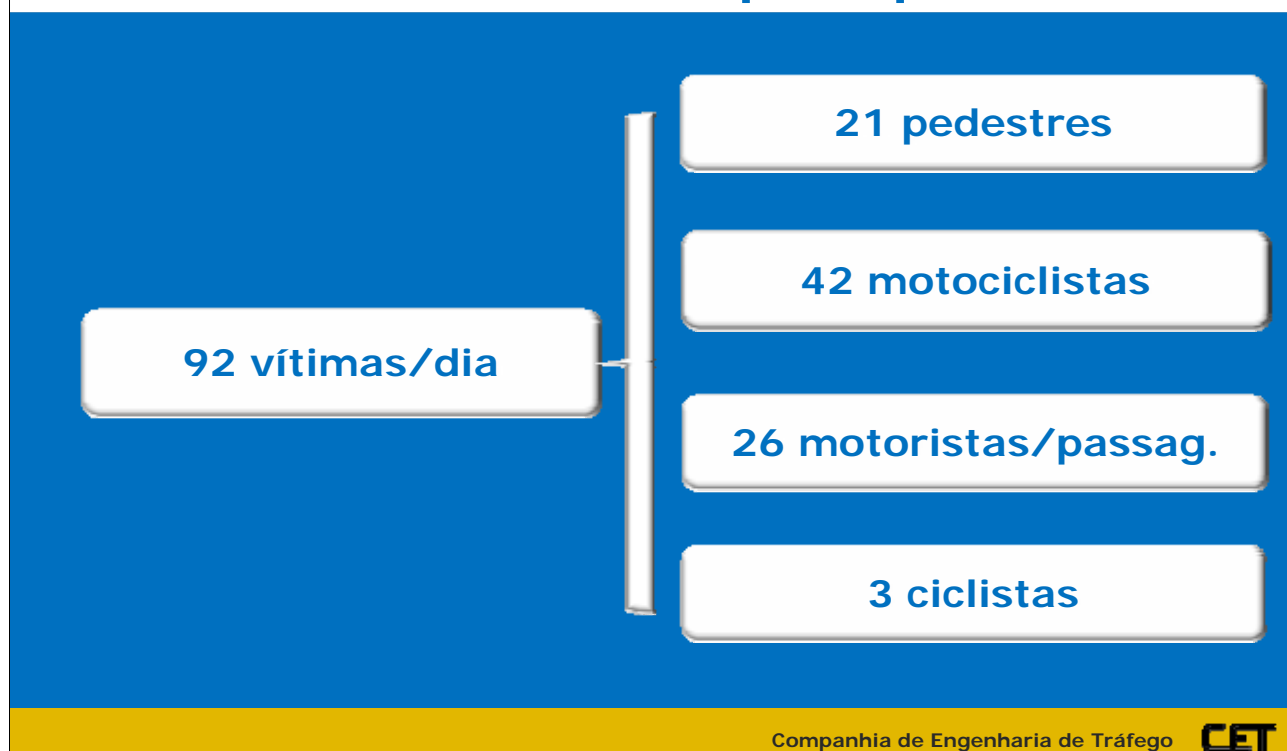 92 vítimas/dia
21 pedestres
42 motociclistas
26 motoristas/passag.
3 ciclistas
Companhia de Engenharia de Tráfego CET